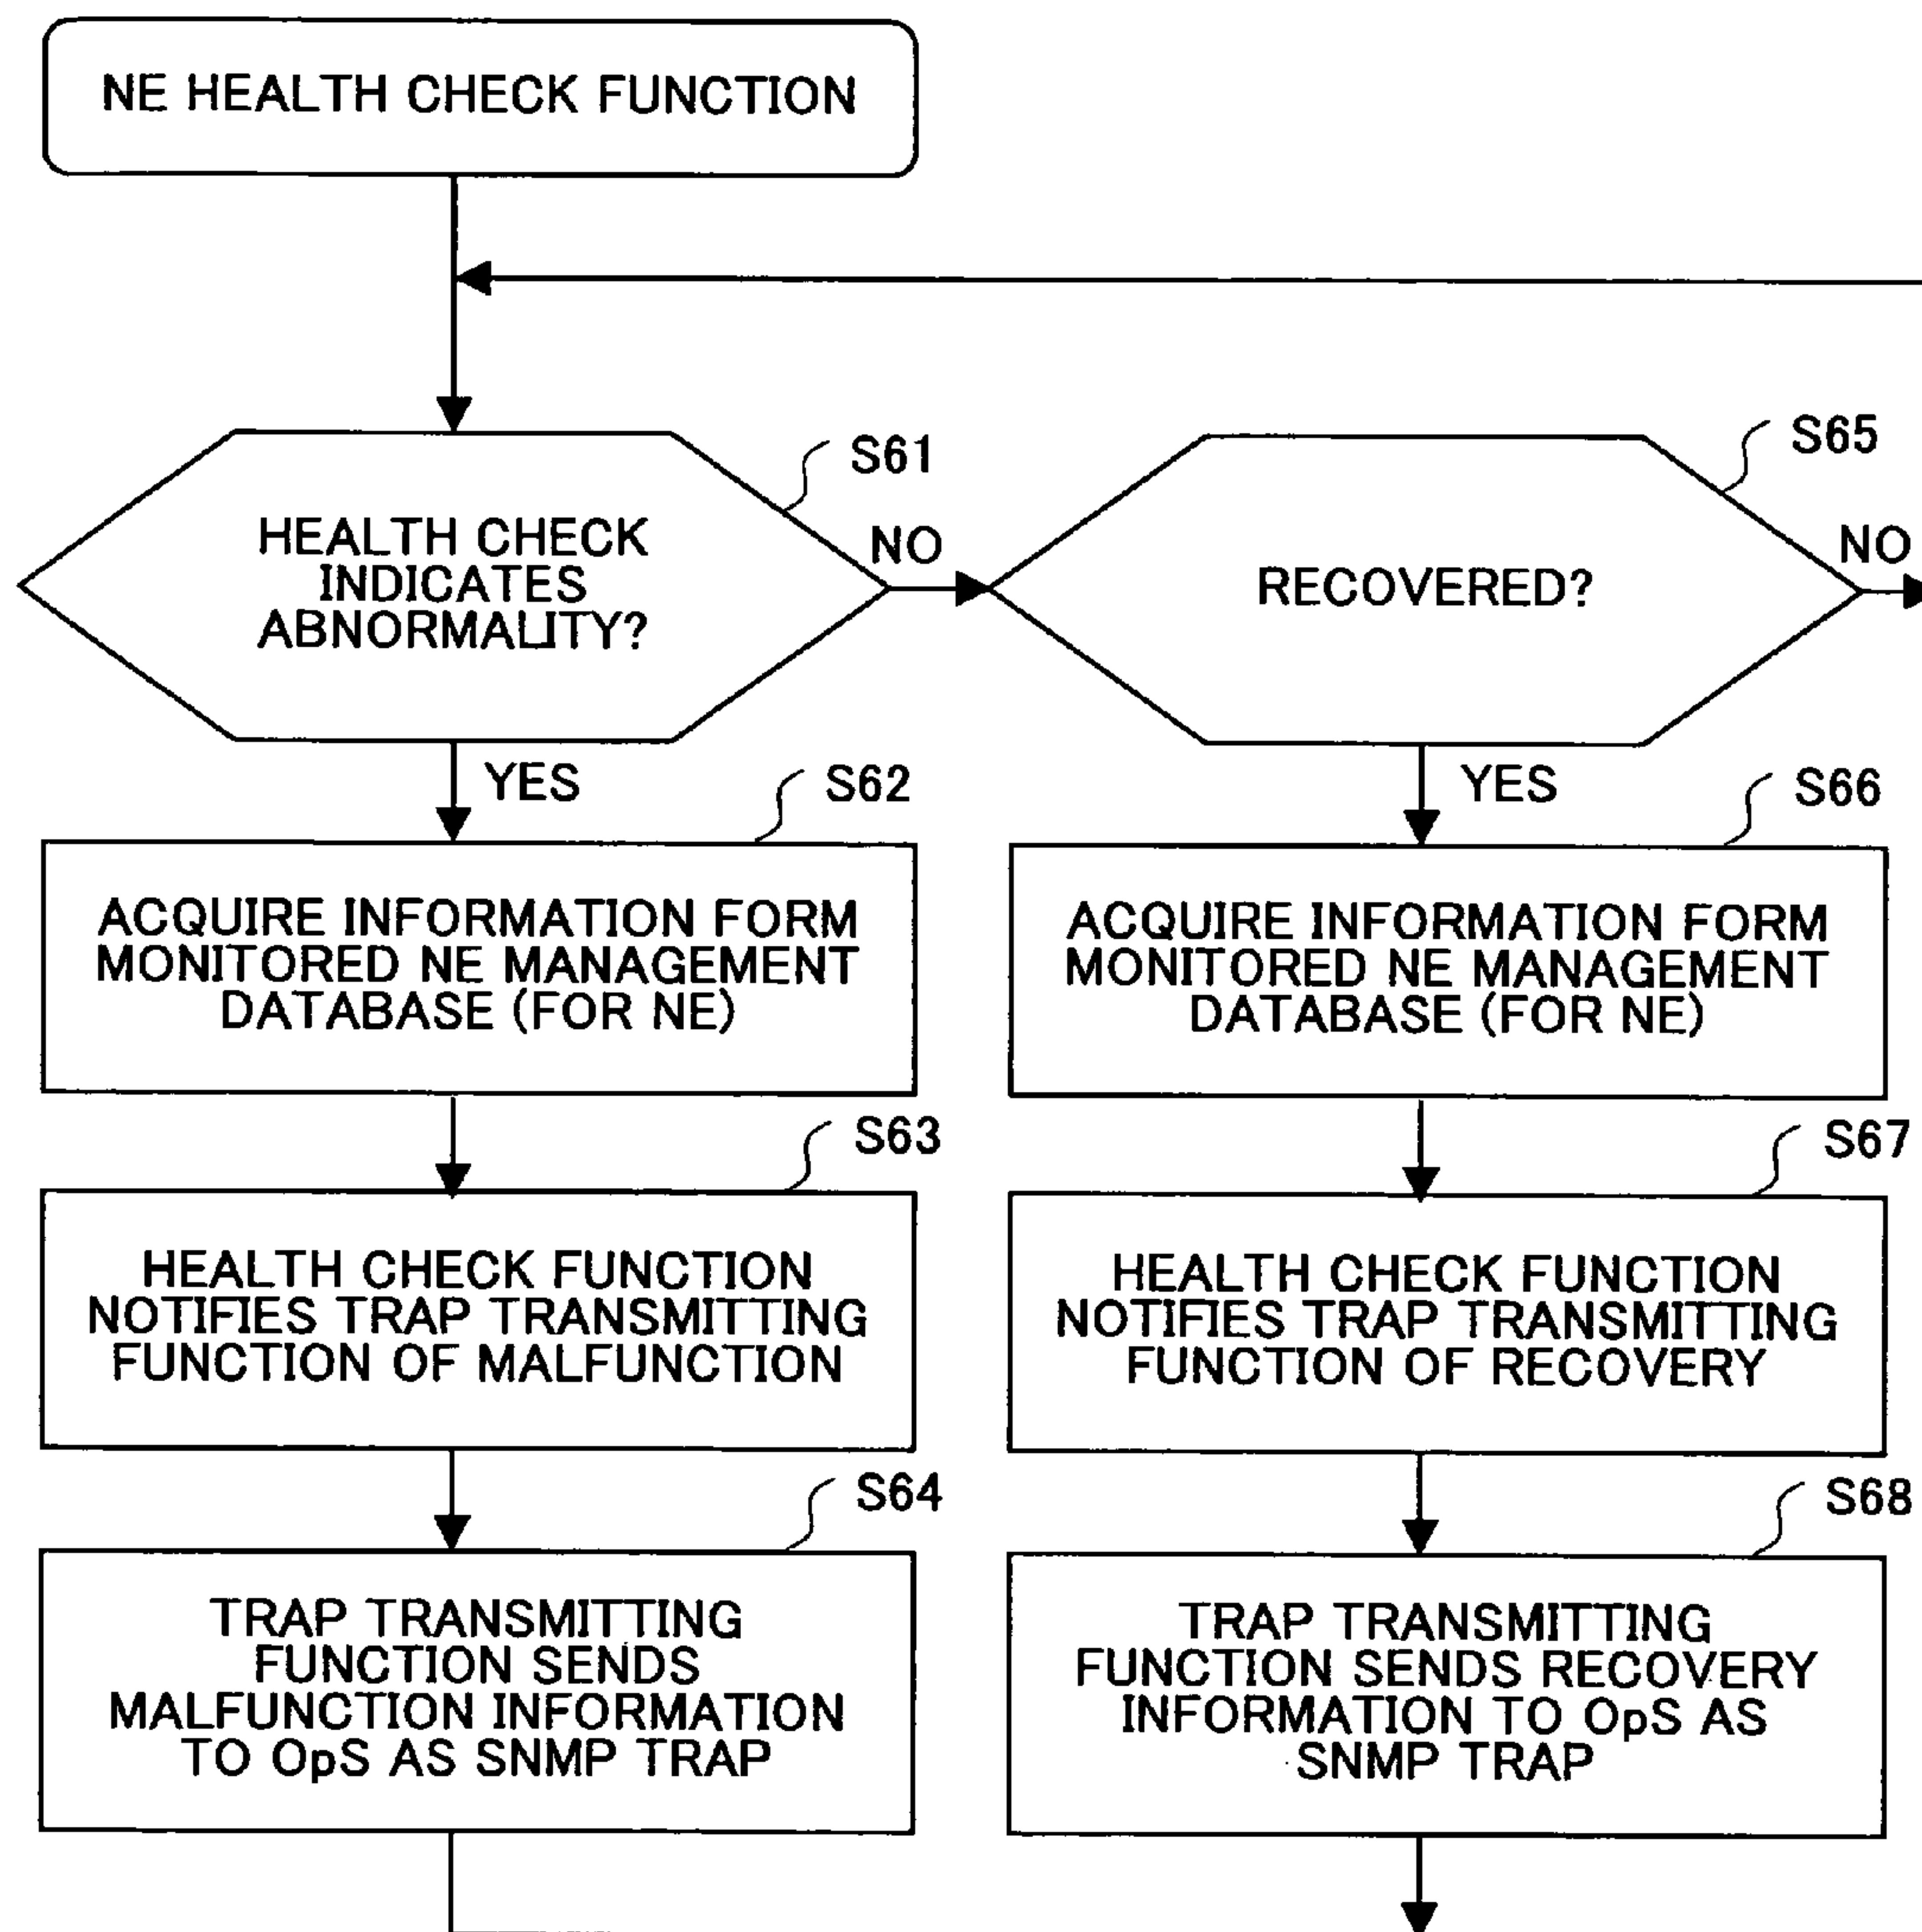 NE HEALTH CHECK FUNCTION
S61
HEALTH CHECK
INDICATES
ABNORMALITY?
NO
S65
RECOVERED?
NO
YES
S62
ACQUIRE INFORMATION FORM
MONITORED NE MANAGEMENT
DATABASE (FOR NE)
YES
S66
ACQUIRE INFORMATION FORM
MONITORED NE MANAGEMENT
DATABASE (FOR NE)
S63
HEALTH CHECK FUNCTION
NOTIFIES TRAP TRANSMITTING
FUNCTION OF MALFUNCTION
S67
HEALTH CHECK FUNCTION
NOTIFIES TRAP TRANSMITTING
FUNCTION OF RECOVERY
S64
TRAP TRANSMITTING
FUNCTION SENDS
MALFUNCTION INFORMATION
TO OpS AS SNMP TRAP
S68
TRAP TRANSMITTING
FUNCTION SENDS RECOVERY
INFORMATION TO OpS AS
SNMP TRAP